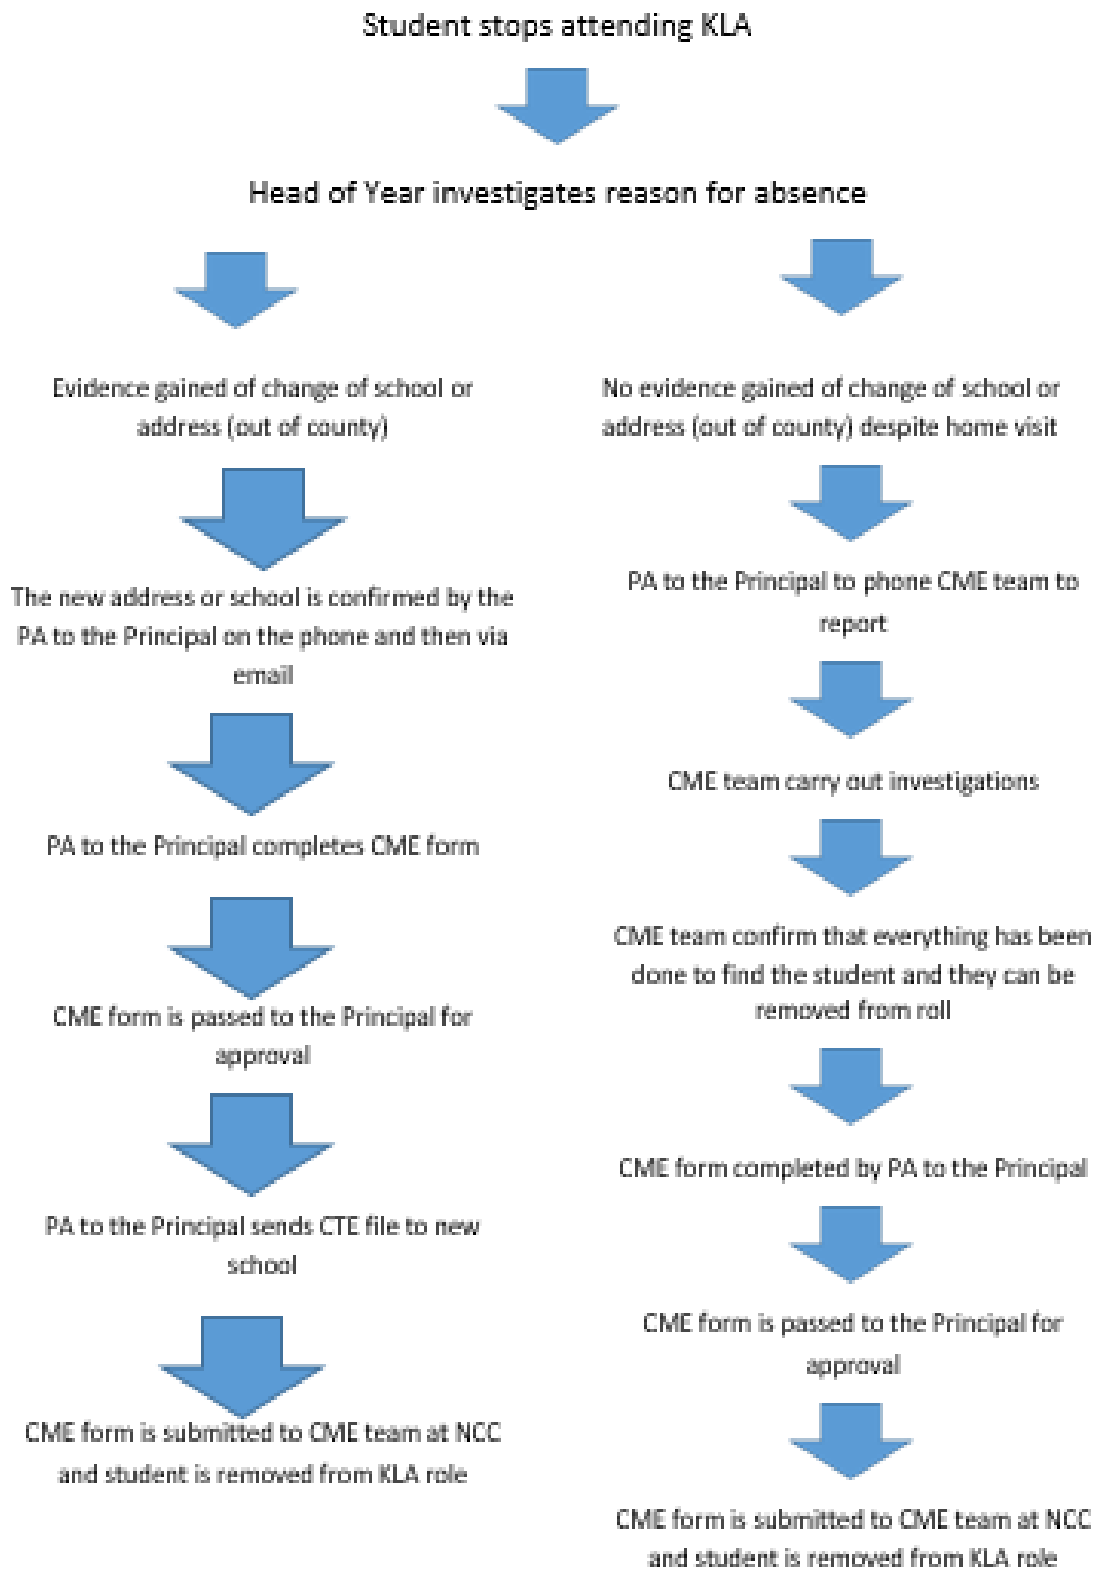 Student stops attending KLA
Head of Year investigates reason for absence
Evidence gained of change of school or
address (out of county)
The new address or school is confirmed by the
PA to the Principal on the phone and then via
email
PA to the Principal completes CME form
CME form is passed to the Principal for
approval
PA to the Principal sends CTE file to new
school
CME form is submitted to CME team at NCC
and student is removed from KLA role
No evidence gained of change of school or
address (out of county) despite home visit
PA to the Principal to phone CME team to
report
CME team carry out investigations
CME team confirm that everything has been
done to find the student and they can be
removed from roll
CME form completed by PA to the Principal
CME form is passed to the Principal for
approval
CME form is submitted to CME team at NCC
and student is removed from KLA role